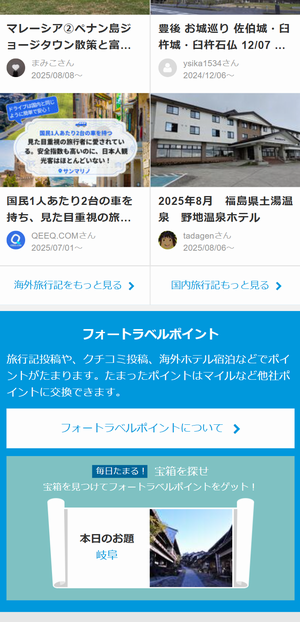 マレーシア②ペナン島ジ
ョージタウン散策と富…
まみこさん
2025/08/08～
豊後 お城巡り 佐伯城・臼
杵城・臼杵石仏 12/07 …
ysika1534さん
2024/12/06～
ドライブは国内と同じ
ように簡単で安心！
国民1人あたり2台の車を持つ
見た目重視の旅行者に愛されてい
る。安全指数も高いのに、日本人観
光客はほとんどいない！
サンマリノ
国民1人あたり2台の車を
持ち、見た目重視の旅…
QEEQ.COMさん
2025/07/01～
2025年8月　福島県土湯温
泉　野地温泉ホテル
tadagenさん
2025/08/06～
海外旅行記をもっと見る
国内旅行記をもっと見る
フォートラベルポイント
旅行記投稿や、クチコミ投稿、海外ホテル宿泊などでポイ
ントがたまります。たまったポイントはマイルなど他社ポ
イントに交換できます。
フォートラベルポイントについて
毎日たまる！ 宝箱を探せ
宝箱を見つけてフォートラベルポイントをゲット！
本日のお題
岐阜